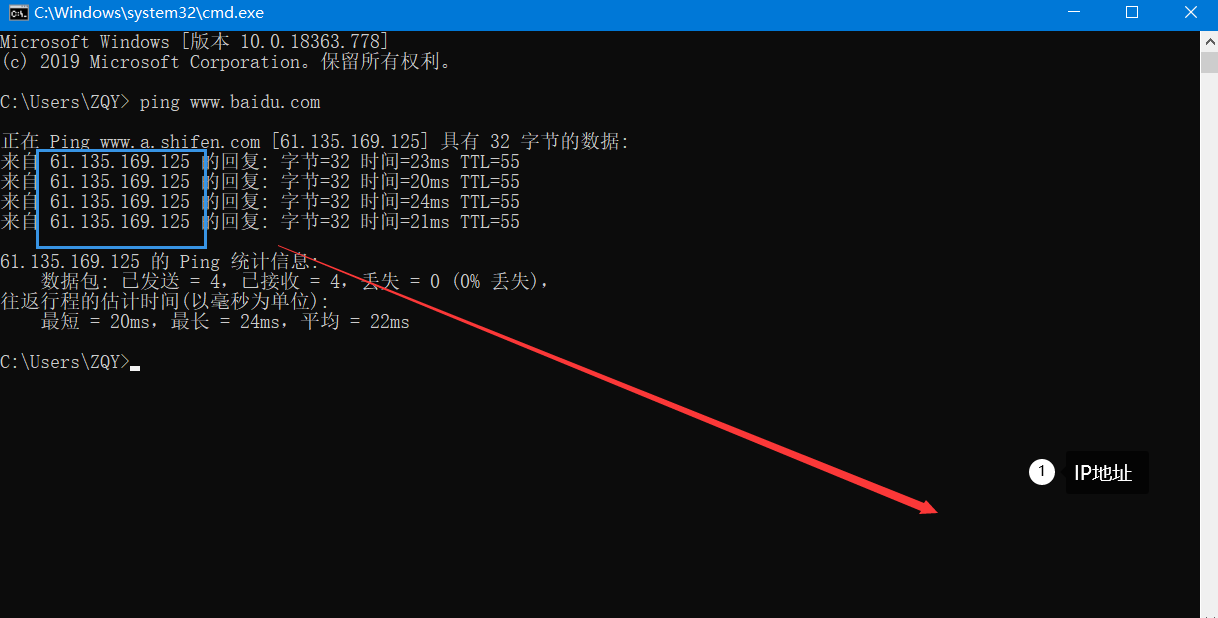 C:\Windows\system32\cmd.exe
Microsoft Windows [版本 10.0.18363.778]
(c) 2019 Microsoft Corporation。保留所有权利。
C:\Users\ZQY> ping www.baidu.com
正在 Ping www.a.shifen.com [61.135.169.125] 具有 32 字节的数据:
来自 61.135.169.125 的回复: 字节=32 时间=23ms TTL=55
来自 61.135.169.125 的回复: 字节=32 时间=20ms TTL=55
来自 61.135.169.125 的回复: 字节=32 时间=24ms TTL=55
来自 61.135.169.125 的回复: 字节=32 时间=21ms TTL=55
61.135.169.125 的 Ping 统计信息:
数据包: 已发送 = 4，已接收 = 4，丢失 = 0 (0% 丢失)，
往返行程的估计时间(以毫秒为单位):
最短 = 20ms，最长 = 24ms，平均 = 22ms
C:\Users\ZQY>
1 IP地址